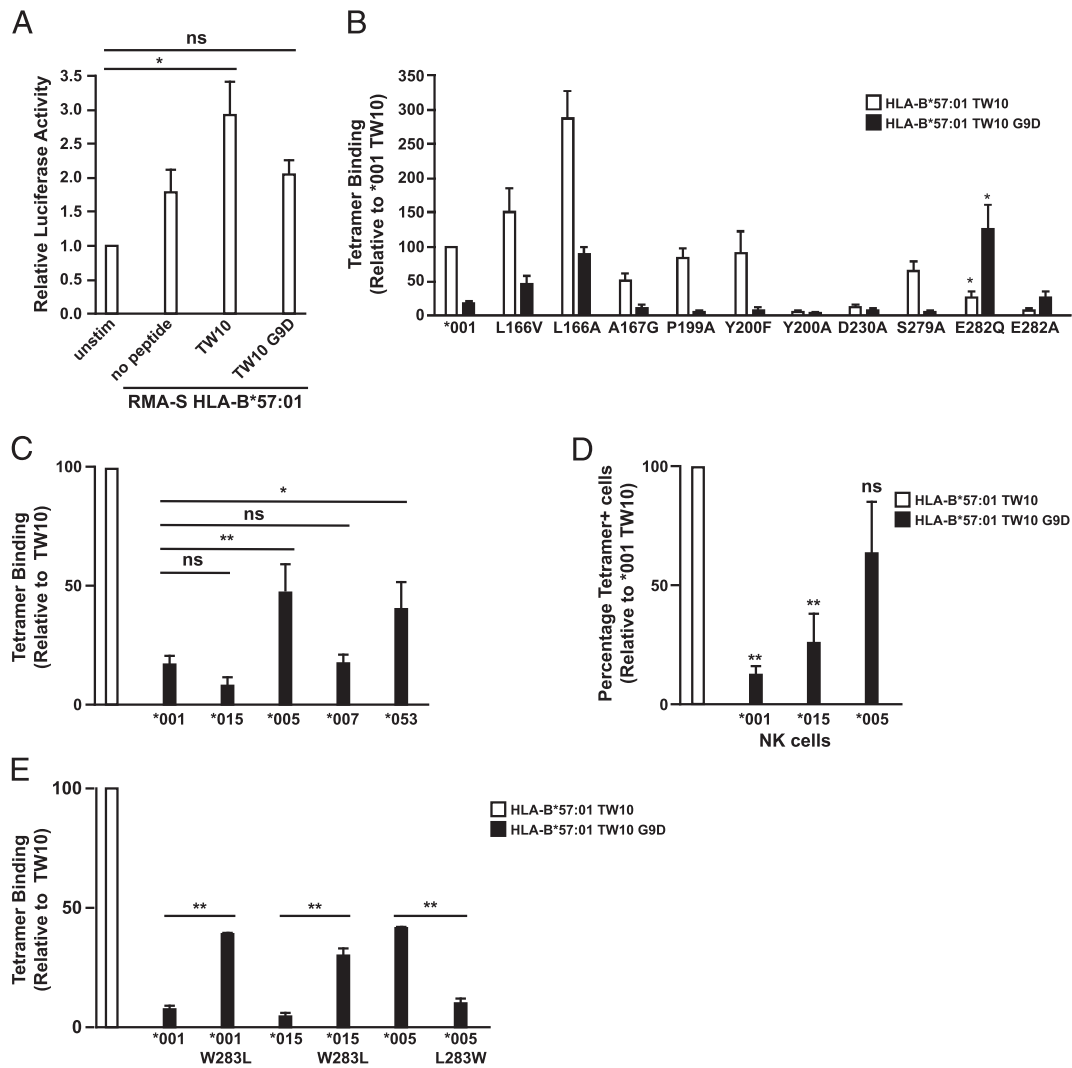 A
ns
*
3.5
3.0
2.5
2.0
1.5
1.0
0.5
0.0
Relative Luciferase Activity
unstim
no peptide
TW10
TW10 G9D
RMA-S HLA-B*57:01
B
350
300
250
200
150
100
50
0
Tetramer Binding
(Relative to *001 TW10)
HLA-B*57:01 TW10
HLA-B*57:01 TW10 G9D
*
*
*001 L166V L166A A167G P199A Y200F Y200A D230A S279A E282Q E282A
C
100
50
0
Tetramer Binding
(Relative to TW10)
*
ns
**
ns
*001 *015 *005 *007 *053
D
100
50
0
Percentage Tetramer+ cells
(Relative to *001 TW10)
ns
**
**
HLA-B*57:01 TW10
HLA-B*57:01 TW10 G9D
*001 *015 *005
NK cells
E
100
50
0
Tetramer Binding
(Relative to TW10)
HLA-B*57:01 TW10
HLA-B*57:01 TW10 G9D
** ** **
*001 *001 *015 *015 *005 *005
W283L W283L L283W